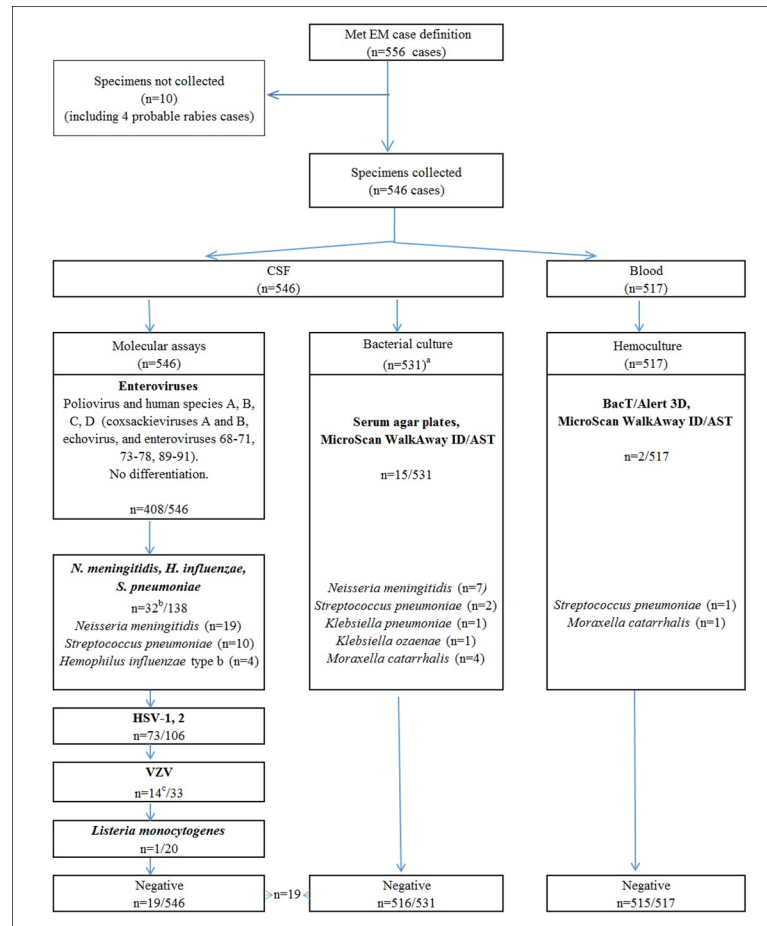 Met EM case definition
(n=556 cases)
Specimens not collected
(n=10)
(including 4 probable rabies cases)
Specimens collected
(n=546 cases)
CSF
(n=546)
Blood
(n=517)
Molecular assays
(n=546)
Enteroviruses
Poliovirus and human species A, B,
C, D (coxsackieviruses A and B,
echovirus, and enteroviruses 68-71,
73-78, 89-91).
No differentiation.
n=408/546
N. meningitidis, H. influenzae,
S. pneumoniae
n=32b/138
Neisseria meningitidis (n=19)
Streptococcus pneumoniae (n=10)
Hemophilus influenzae type b (n=4)
HSV-1, 2
n=73/106
VZV
n=14c/33
Listeria monocytogenes
n=1/20
Negative
n=19/546
n=19
Bacterial culture
(n=531)a
Serum agar plates,
MicroScan WalkAway ID/AST
n=15/531
Neisseria meningitidis (n=7)
Streptococcus pneumoniae (n=2)
Klebsiella pneumoniae (n=1)
Klebsiella ozaenae (n=1)
Moraxella catarrhalis (n=4)
Negative
n=516/531
Hemoculture
(n=517)
BacT/Alert 3D,
MicroScan WalkAway ID/AST
n=2/517
Streptococcus pneumoniae (n=1)
Moraxella catarrhalis (n=1)
Negative
n=515/517